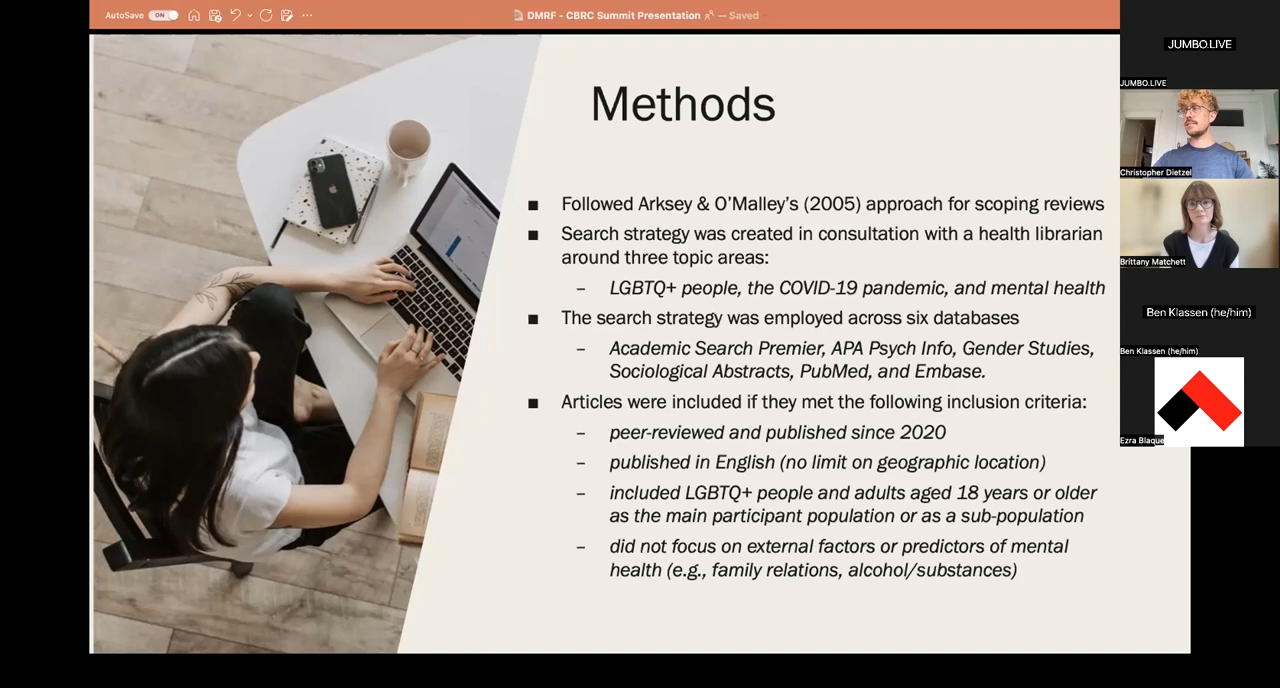 AutoSave ON
DMRF - CBRC Summit Presentation — Saved
JUMBO.LIVE
JUMBO.LIVE
Methods
Christopher Dietzel
■ Followed Arksey & O’Malley’s (2005) approach for scoping reviews
■ Search strategy was created in consultation with a health librarian
around three topic areas:
– LGBTQ+ people, the COVID-19 pandemic, and mental health
■ The search strategy was employed across six databases
– Academic Search Premier, APA Psych Info, Gender Studies,
Sociological Abstracts, PubMed, and Embase.
■ Articles were included if they met the following inclusion criteria:
– peer-reviewed and published since 2020
– published in English (no limit on geographic location)
– included LGBTQ+ people and adults aged 18 years or older
as the main participant population or as a sub-population
– did not focus on external factors or predictors of mental
health (e.g., family relations, alcohol/substances)
Brittany Matchett
Ben Klassen (he/him)
Ben Klassen (he/him)
Ezra Blaque